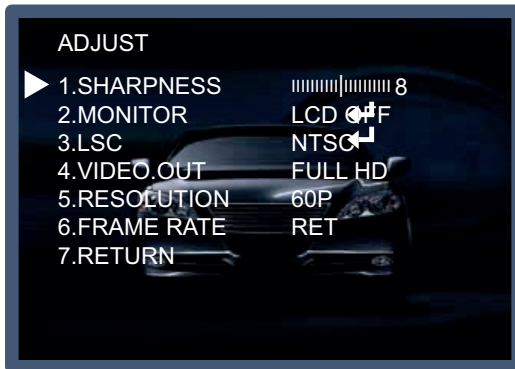 ADJUST
1.SHARPNESS 8
2.MONITOR LCD
3.LSC
4.VIDEO.OUT FULL HD
5.RESOLUTION 60P
6.FRAME RATE RET
7.RETURN